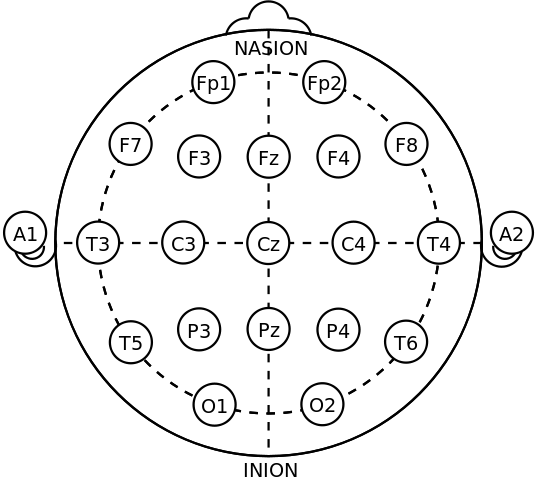 NASION
Fp1 Fp2
F7 F3 Fz F4 F8
A1 T3 C3 Cz C4 T4 A2
T5 P3 Pz P4 T6
O1 O2
INION